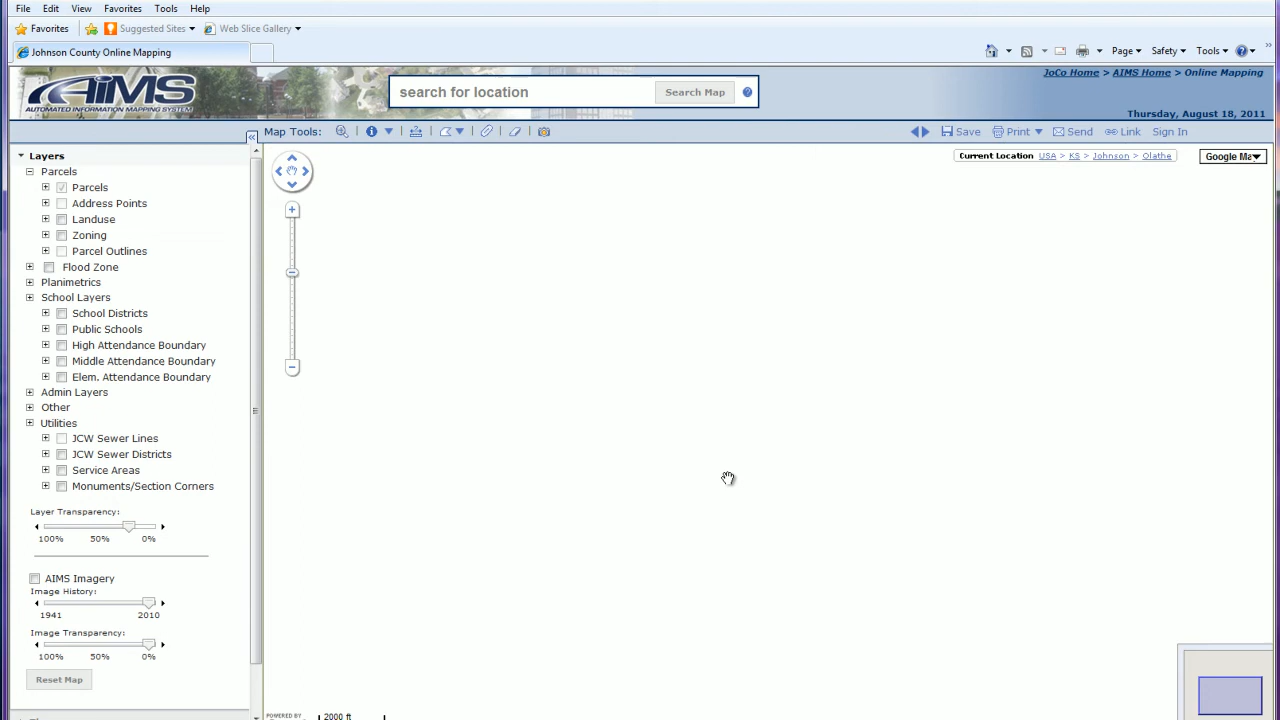 File Edit View Favorites Tools Help
Favorites Suggested Sites Web Slice Gallery
Johnson County Online Mapping
Page Safety Tools
AIMS
AUTOMATED INFORMATION MAPPING SYSTEM
search for location Search Map
JoCo Home > AIMS Home > Online Mapping
Thursday, August 18, 2011
Map Tools:
Save Print Send Link Sign In
Current Location USA > KS > Johnson > Olathe
Google Ma
Layers
Parcels
Parcels
Address Points
Landuse
Zoning
Parcel Outlines
Flood Zone
Planimetrics
School Layers
School Districts
Public Schools
High Attendance Boundary
Middle Attendance Boundary
Elem. Attendance Boundary
Admin Layers
Other
Utilities
JCW Sewer Lines
JCW Sewer Districts
Service Areas
Monuments/Section Corners
Layer Transparency:
100% 50% 0%
AIMS Imagery
Image History:
1941 2010
Image Transparency:
100% 50% 0%
Reset Map
POWERED BY
2000 ft